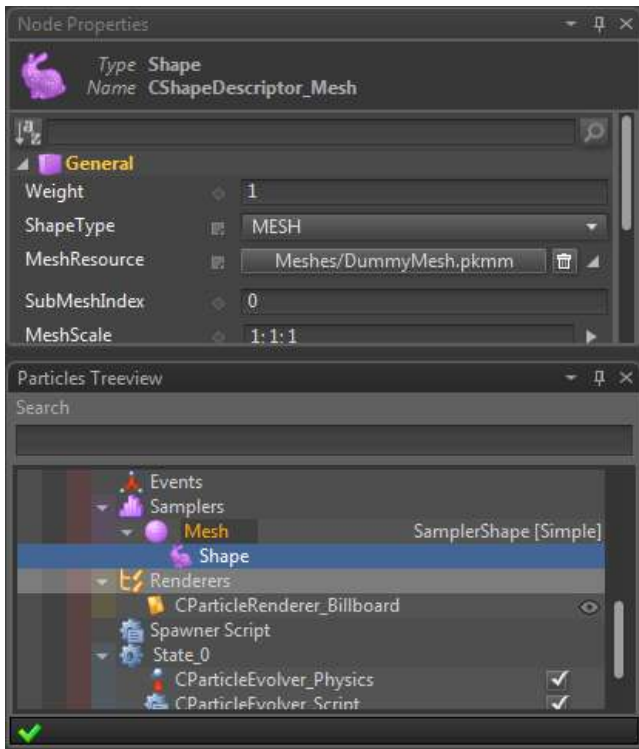 Node Properties
Type Shape
Name CShapeDescriptor_Mesh
General
Weight 1
ShapeType MESH
MeshResource Meshes/DummyMesh.pkmm
SubMeshIndex 0
MeshScale 1:1:1
Particles Treeview
Search
Events
Samplers
Mesh SamplerShape [Simple]
Shape
Renderers
CParticleRenderer_Billboard
Spawner Script
State_0
CParticleEvolver_Physics
CParticleEvolver_Script